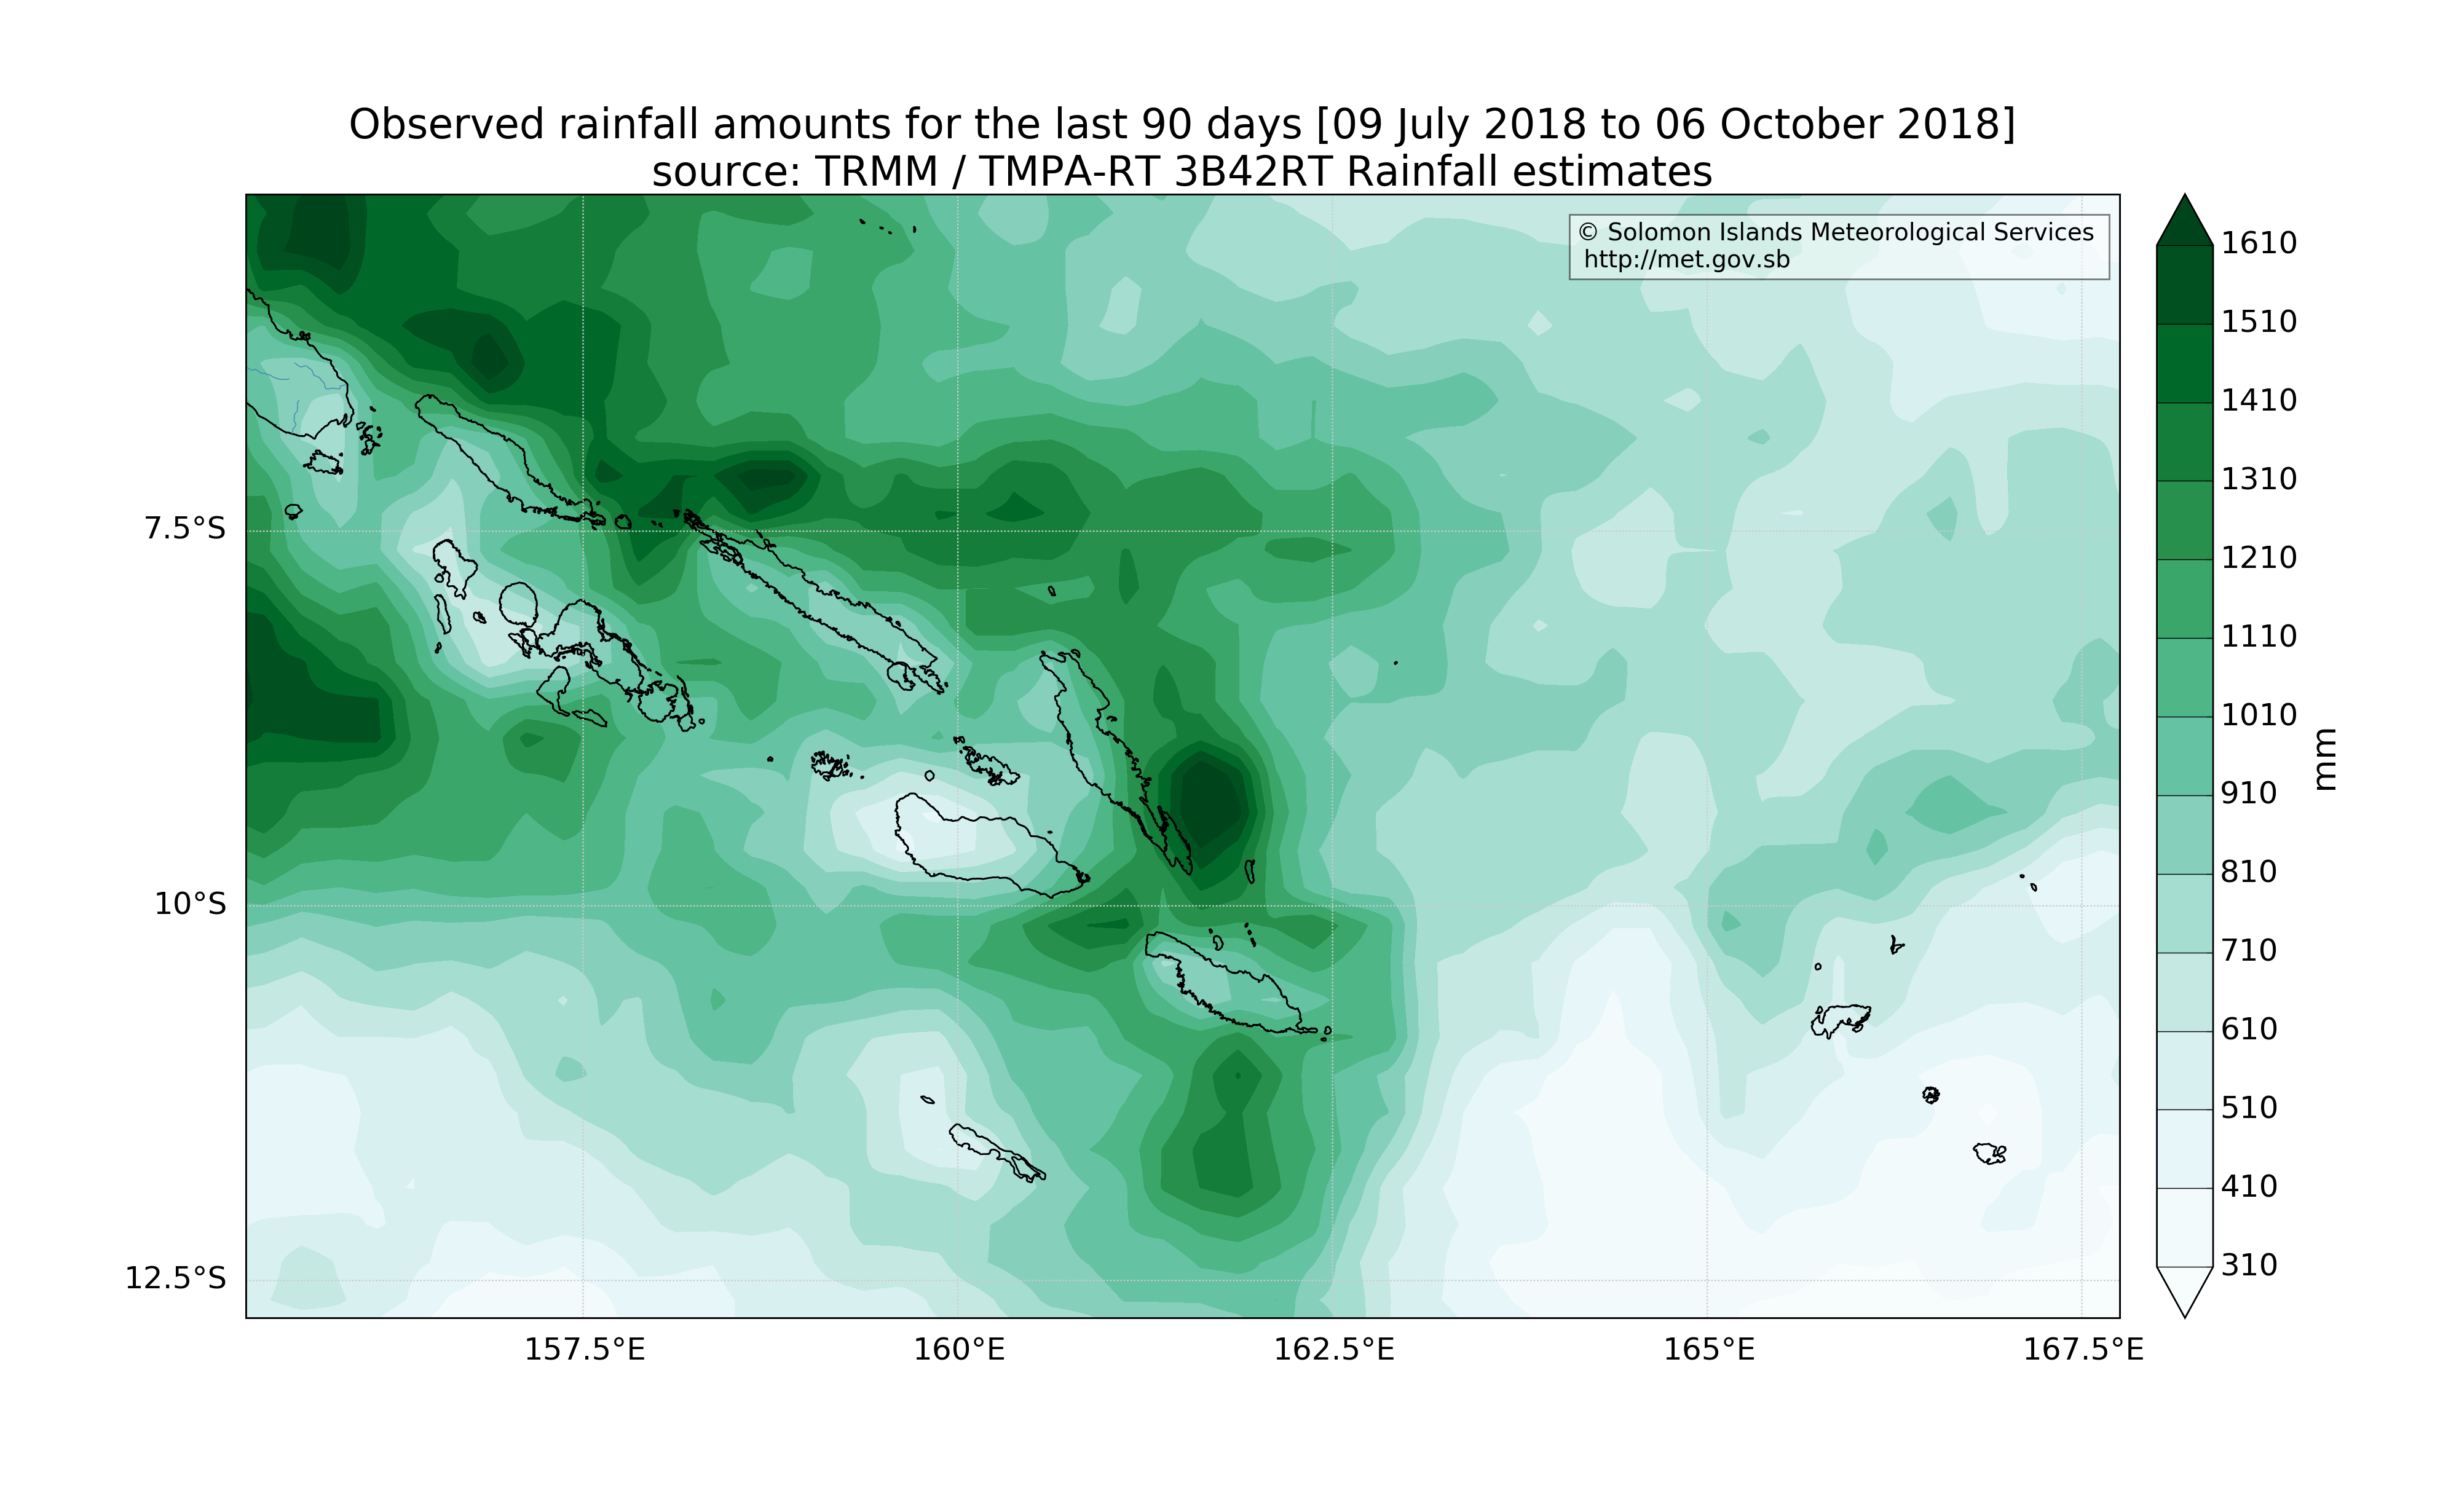 Observed rainfall amounts for the last 90 days [09 July 2018 to 06 October 2018]
source: TRMM / TMPA-RT 3B42RT Rainfall estimates
© Solomon Islands Meteorological Services
http://met.gov.sb
7.5°S
10°S
12.5°S
157.5°E
160°E
162.5°E
165°E
167.5°E
1610
1510
1410
1310
1210
1110
1010
910
810
710
610
510
410
310
mm